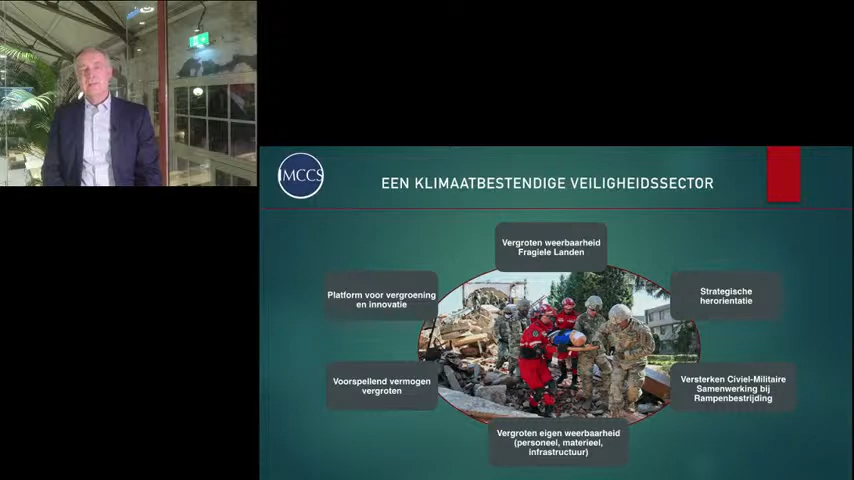 IMCCS
EEN KLIMAATBESTENDIGE VEILIGHEIDSSECTOR
Vergroten weerbaarheid
Fragiele Landen
Platform voor vergroening
en innovatie
Strategische
herorientatie
Voorspellend vermogen
vergroten
Versterken Civiel-Militaire
Samenwerking bij
Rampenbestrijding
Vergroten eigen weerbaarheid
(personeel, materieel,
infrastructuur)